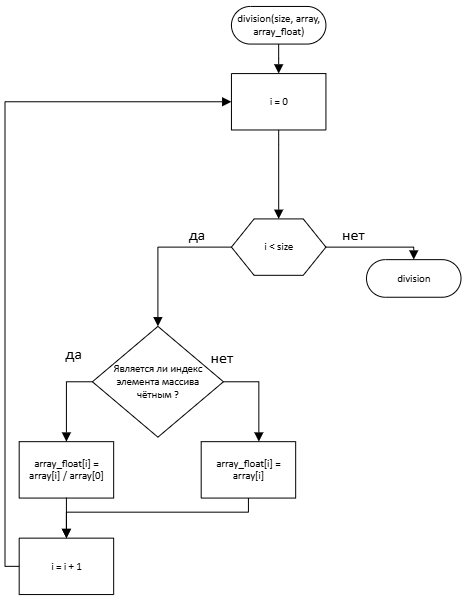 division(size, array,
array_float)
i = 0
i < size
да
нет
division
Является ли индекс
элемента массива
чётным ?
да
нет
array_float[i] =
array[i] / array[0]
array_float[i] =
array[i]
i = i + 1